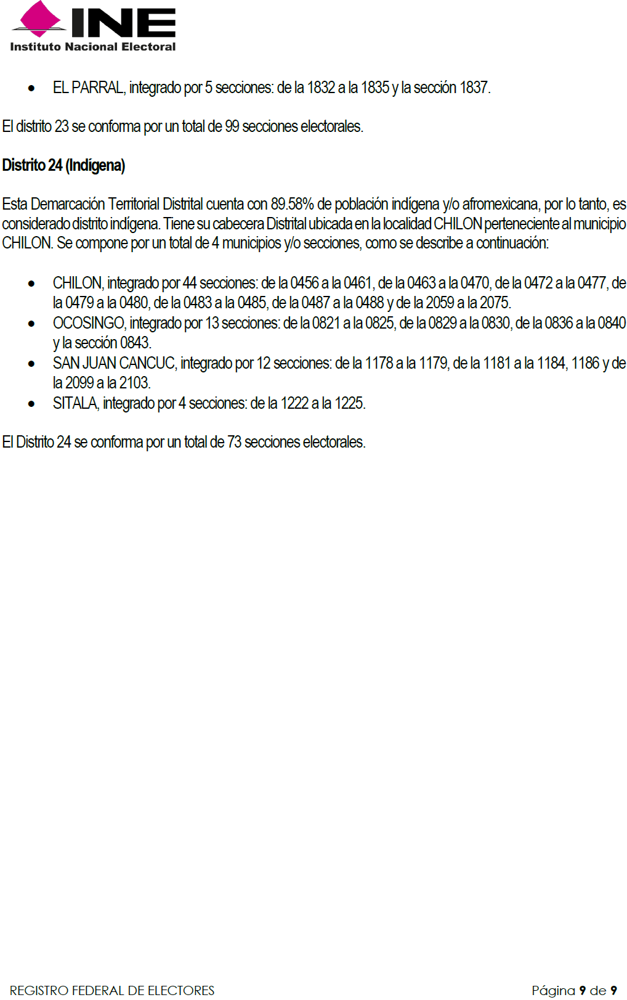 INE
Instituto Nacional Electoral
• EL PARRAL, integrado por 5 secciones: de la 1832 a la 1835 y la sección 1837.
El distrito 23 se conforma por un total de 99 secciones electorales.
Distrito 24 (Indígena)
Esta Demarcación Territorial Distrital cuenta con 89.58% de población indígena y/o afromexicana, por lo tanto, es
considerado distrito indígena. Tiene su cabecera Distrital ubicada en la localidad CHILON perteneciente al municipio
CHILON. Se compone por un total de 4 municipios y/o secciones, como se describe a continuación:
• CHILON, integrado por 44 secciones: de la 0456 a la 0461, de la 0463 a la 0470, de la 0472 a la 0477, de
la 0479 a la 0480, de la 0483 a la 0485, de la 0487 a la 0488 y de la 2059 a la 2075.
• OCOSINGO, integrado por 13 secciones: de la 0821 a la 0825, de la 0829 a la 0830, de la 0836 a la 0840
y la sección 0843.
• SAN JUAN CANCUC, integrado por 12 secciones: de la 1178 a la 1179, de la 1181 a la 1184, 1186 y de
la 2099 a la 2103.
• SITALA, integrado por 4 secciones: de la 1222 a la 1225.
El Distrito 24 se conforma por un total de 73 secciones electorales.
REGISTRO FEDERAL DE ELECTORES Página 9 de 9